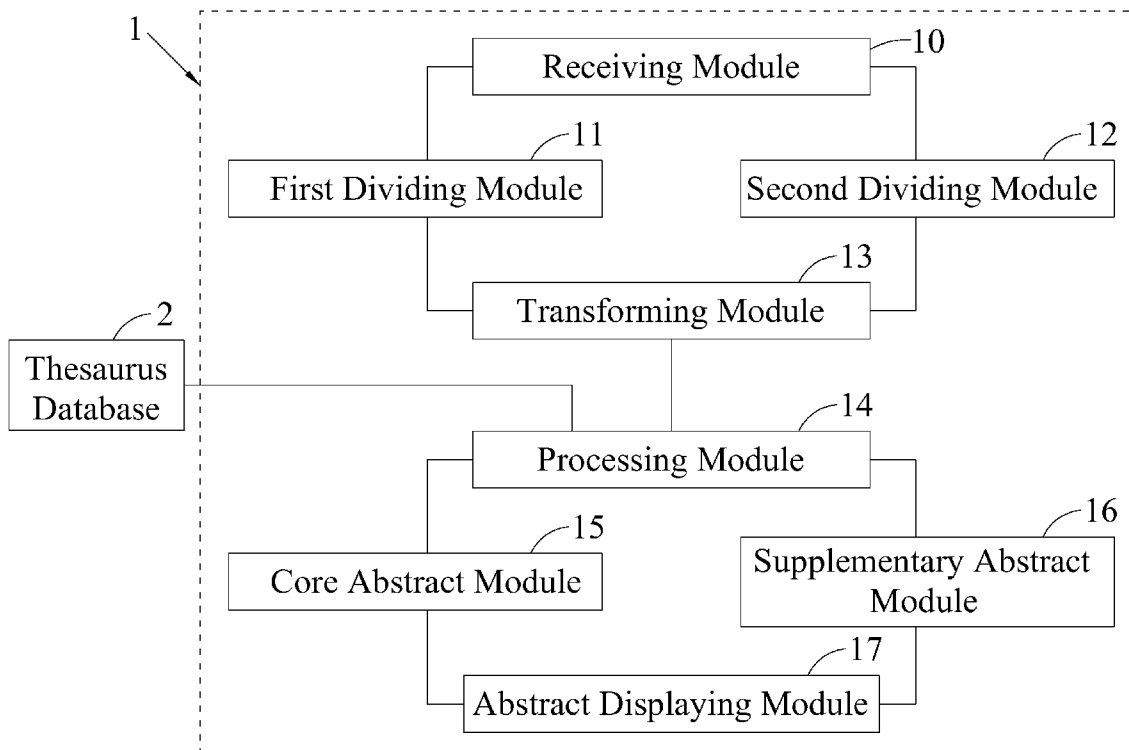 1
10
Receiving Module
11
12
First Dividing Module
Second Dividing Module
13
Transforming Module
2
Thesaurus
Database
14
Processing Module
15
16
Core Abstract Module
Supplementary Abstract
Module
17
Abstract Displaying Module